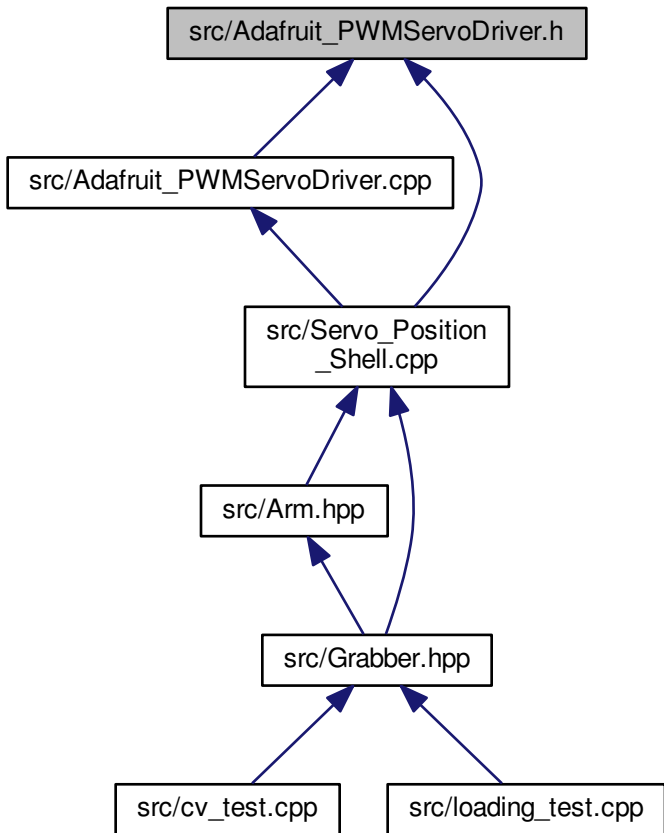 src/Adafruit_PWMServoDriver.h
src/Adafruit_PWMServoDriver.cpp
src/Servo_Position
_Shell.cpp
src/Arm.hpp
src/Grabber.hpp
src/cv_test.cpp
src/loading_test.cpp